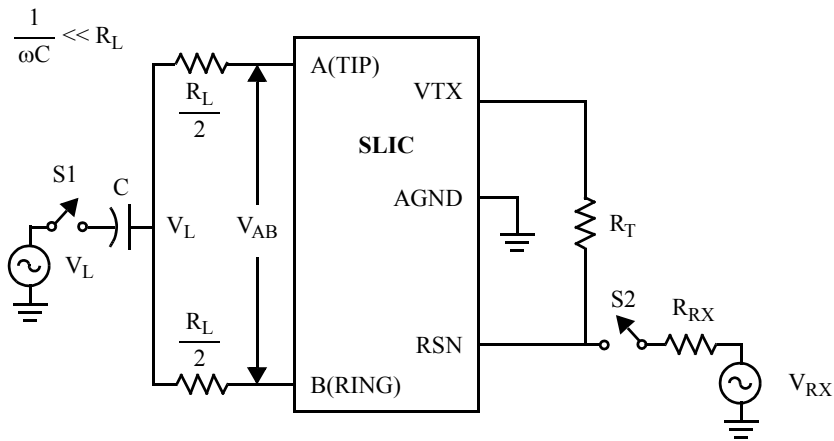 1
ωC
<< R_L
R_L
2
A(TIP)
VTX
SLIC
S1
C
AGND
V_L
V_AB
R_T
V_L
S2
R_RX
R_L
2
RSN
B(RING)
V_RX